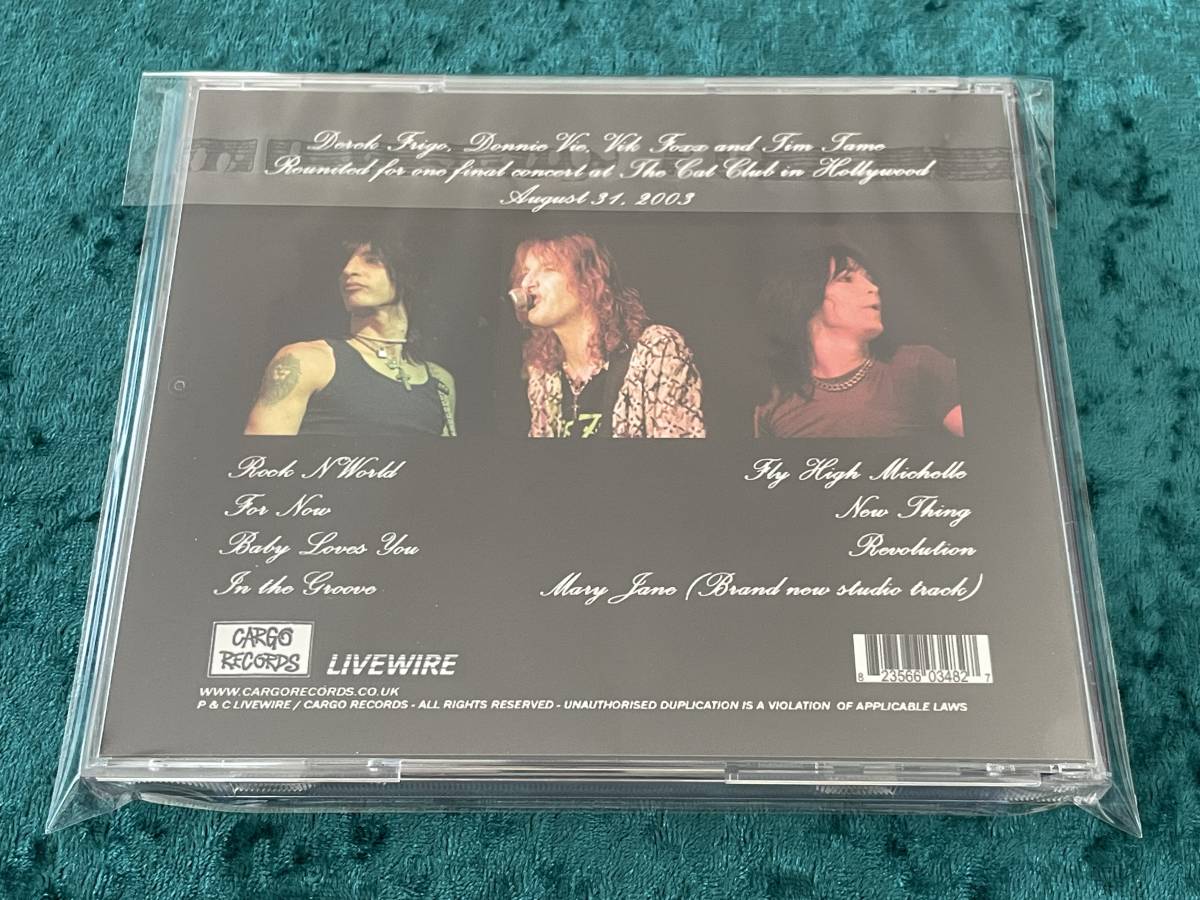 Derek Frigo, Donnie Vie, Vik Foxx and Tim Tame
Reunited for one final concert at The Cat Club in Hollywood
August 31, 2003
Rock N' World
For Now
Baby Loves You
In the Groove
Fly High Michelle
New Thing
Revolution
Mary Jane (Brand new studio track)
CARGO
RECORDS
LIVEWIRE
8 23566 03482 7
WWW.CARGORECORDS.CO.UK
P & C LIVEWIRE / CARGO RECORDS - ALL RIGHTS RESERVED - UNAUTHORISED DUPLICATION IS A VIOLATION OF APPLICABLE LAWS